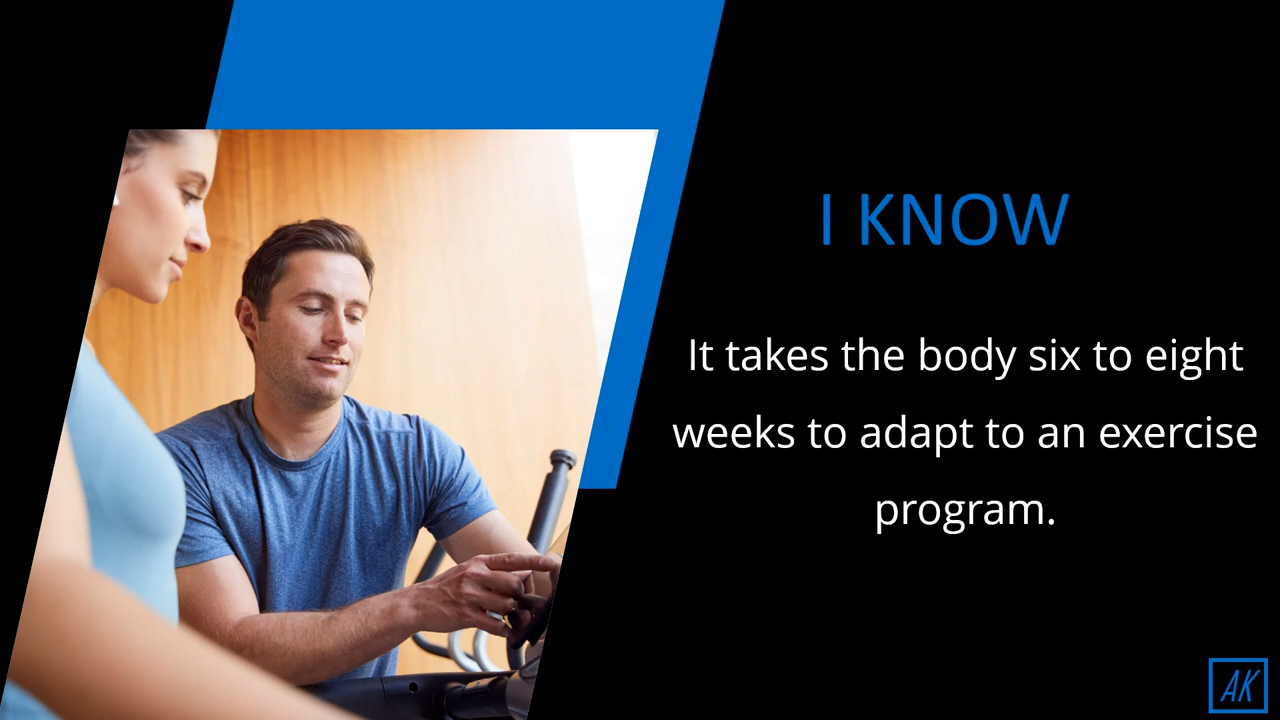 I KNOW
It takes the body six to eight
weeks to adapt to an exercise
program.
AK